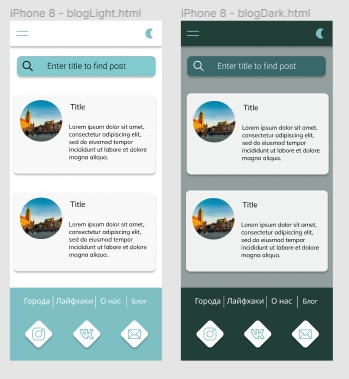 iPhone 8 - blogLight.html
Enter title to find post
Title
Lorem ipsum dolor sit amet,
consectetur adipiscing elit,
sed do eiusmod tempor
incididunt ut labore et dolore
magna aliqua.
Title
Lorem ipsum dolor sit amet,
consectetur adipiscing elit,
sed do eiusmod tempor
incididunt ut labore et dolore
magna aliqua.
Города Лайфхаки О нас Блог
iPhone 8 - blogDark.html
Enter title to find post
Title
Lorem ipsum dolor sit amet,
consectetur adipiscing elit,
sed do eiusmod tempor
incididunt ut labore et dolore
magna aliqua.
Title
Lorem ipsum dolor sit amet,
consectetur adipiscing elit,
sed do eiusmod tempor
incididunt ut labore et dolore
magna aliqua.
Города Лайфхаки О нас Блог